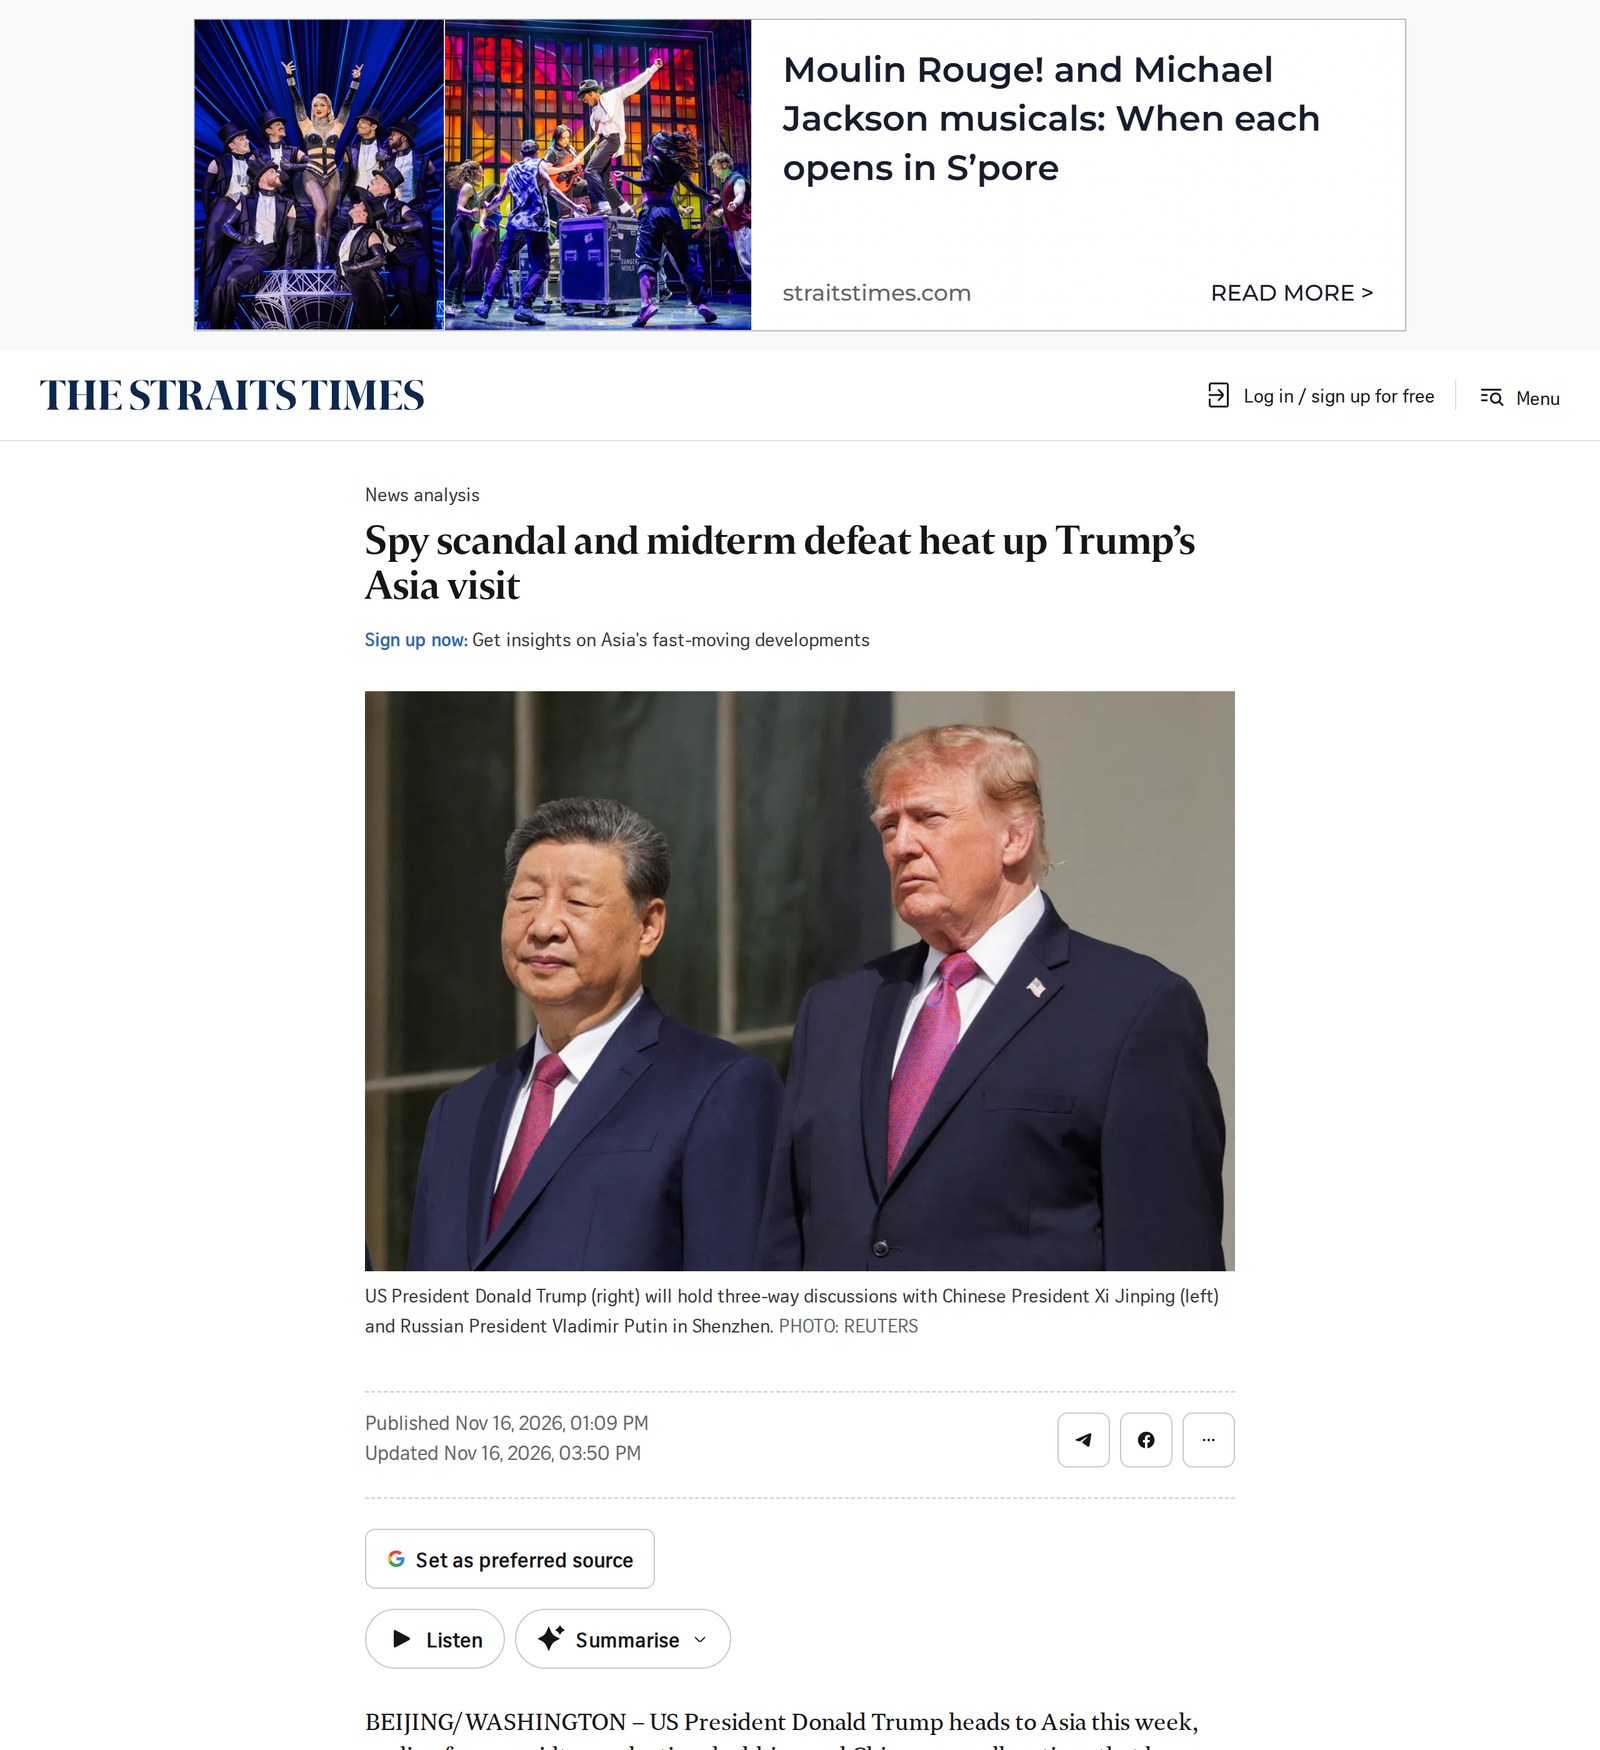 Moulin Rouge! and Michael
Jackson musicals: When each
opens in S’pore
straitstimes.com
READ MORE >
THE STRAITS TIMES
Log in / sign up for free
Menu
News analysis
Spy scandal and midterm defeat heat up Trump’s
Asia visit
Sign up now: Get insights on Asia's fast-moving developments
US President Donald Trump (right) will hold three-way discussions with Chinese President Xi Jinping (left)
and Russian President Vladimir Putin in Shenzhen. PHOTO: REUTERS
Published Nov 16, 2026, 01:09 PM
Updated Nov 16, 2026, 03:50 PM
Set as preferred source
Listen
Summarise
BEIJING/WASHINGTON – US President Donald Trump heads to Asia this week,